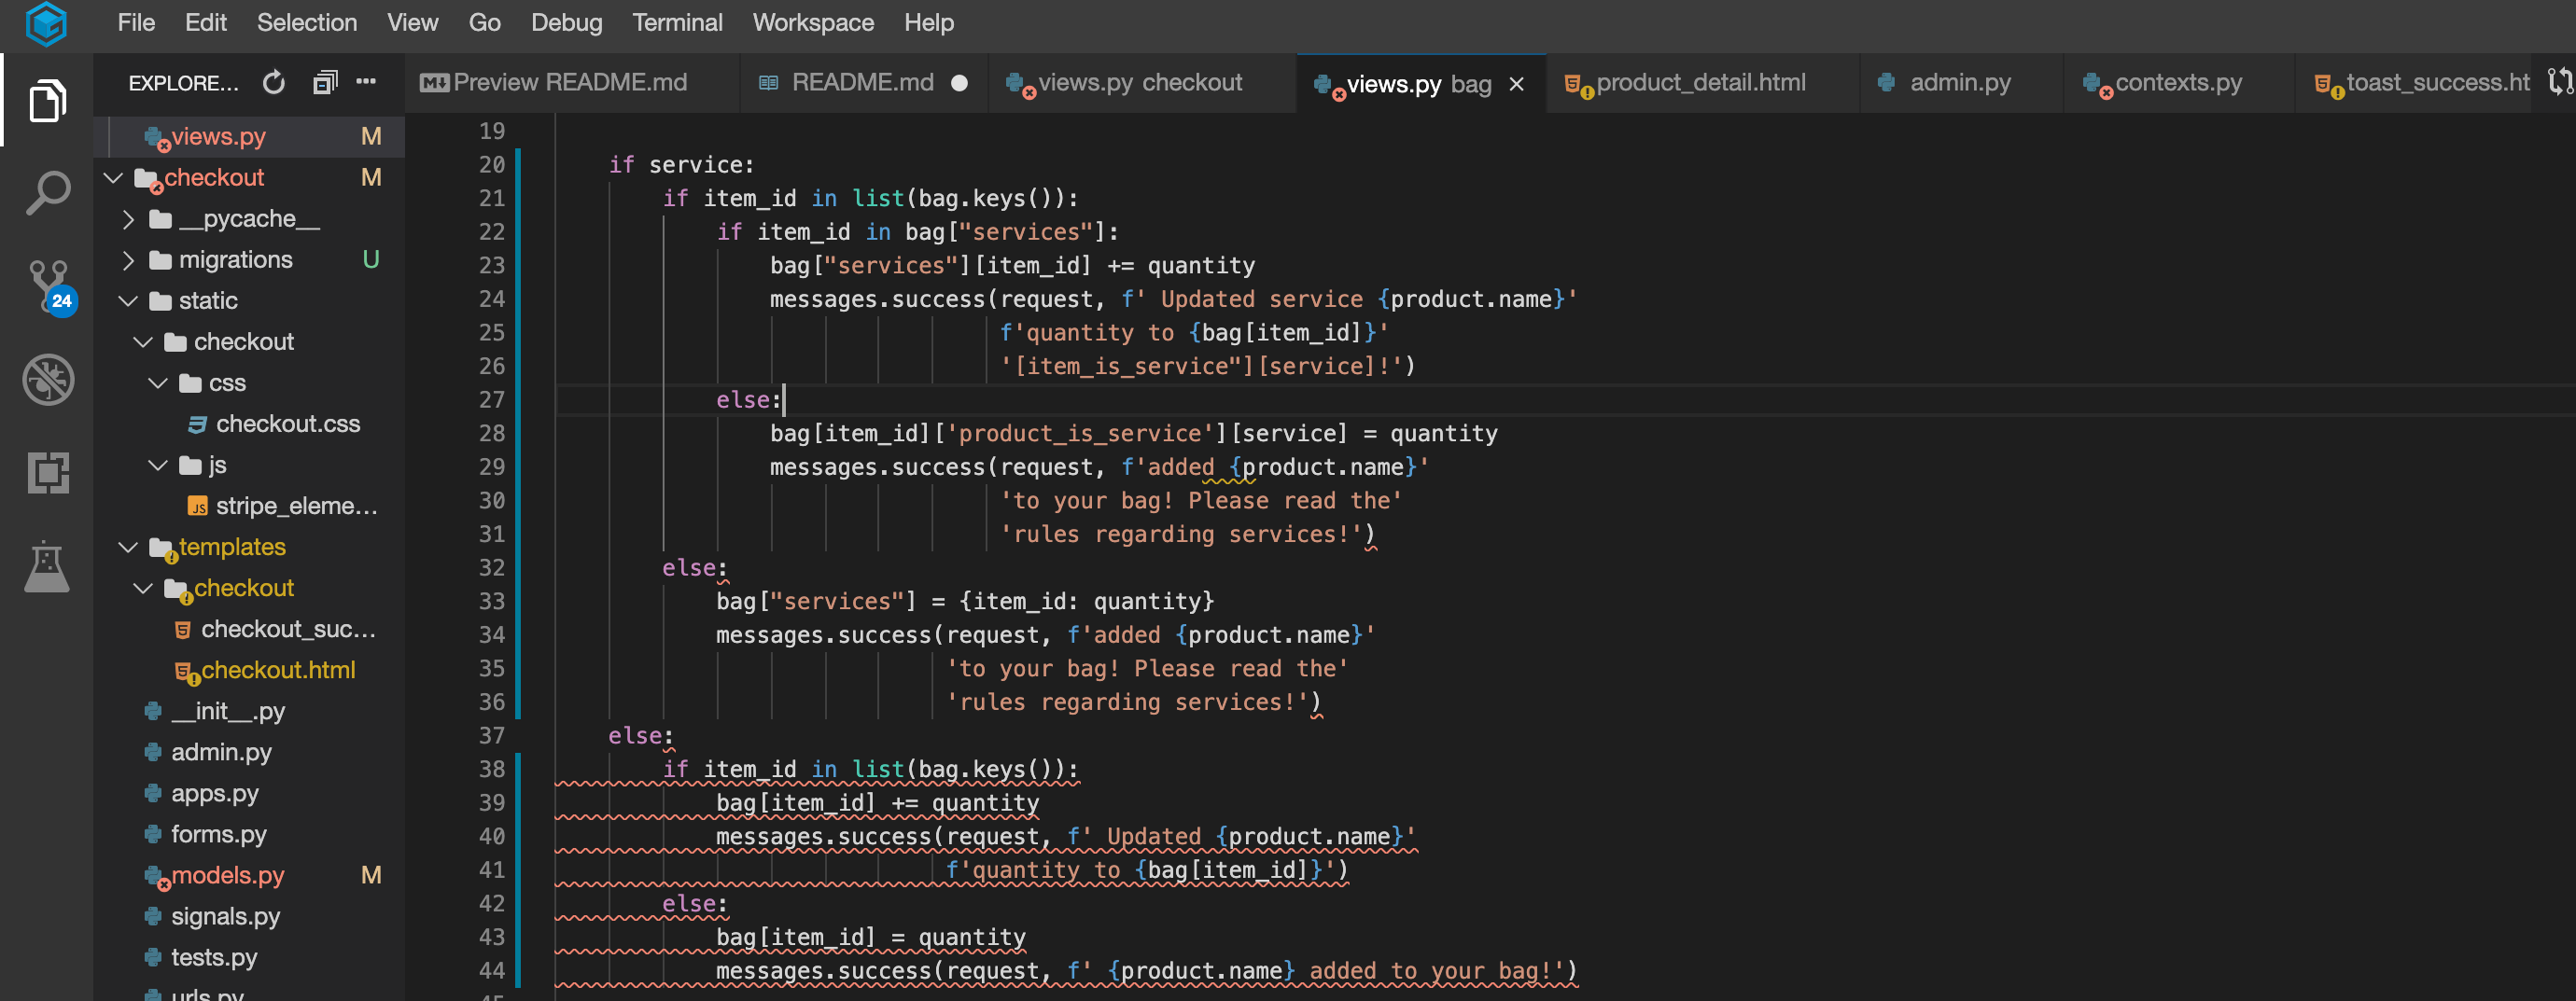 File Edit Selection View Go Debug Terminal Workspace Help
EXPLORE... Preview README.md README.md views.py checkout views.py bag product_detail.html admin.py contexts.py toast_success.ht
views.py M
checkout M
__pycache__
migrations U
static
checkout
css
checkout.css
js
JS stripe_eleme...
templates
checkout
checkout_suc...
checkout.html
__init__.py
admin.py
apps.py
forms.py
models.py M
signals.py
tests.py
urls.py
24
19
20 if service:
21 if item_id in list(bag.keys()):
22 if item_id in bag["services"]:
23 bag["services"][item_id] += quantity
24 messages.success(request, f' Updated service {product.name}'
25 f'quantity to {bag[item_id]}'
26 '[item_is_service"][service]!')
27 else:
28 bag[item_id]['product_is_service'][service] = quantity
29 messages.success(request, f'added {product.name}'
30 'to your bag! Please read the'
31 'rules regarding services!')
32 else:
33 bag["services"] = {item_id: quantity}
34 messages.success(request, f'added {product.name}'
35 'to your bag! Please read the'
36 'rules regarding services!')
37 else:
38 if item_id in list(bag.keys()):
39 bag[item_id] += quantity
40 messages.success(request, f' Updated {product.name}'
41 f'quantity to {bag[item_id]}')
42 else:
43 bag[item_id] = quantity
44 messages.success(request, f' {product.name} added to your bag!')
45